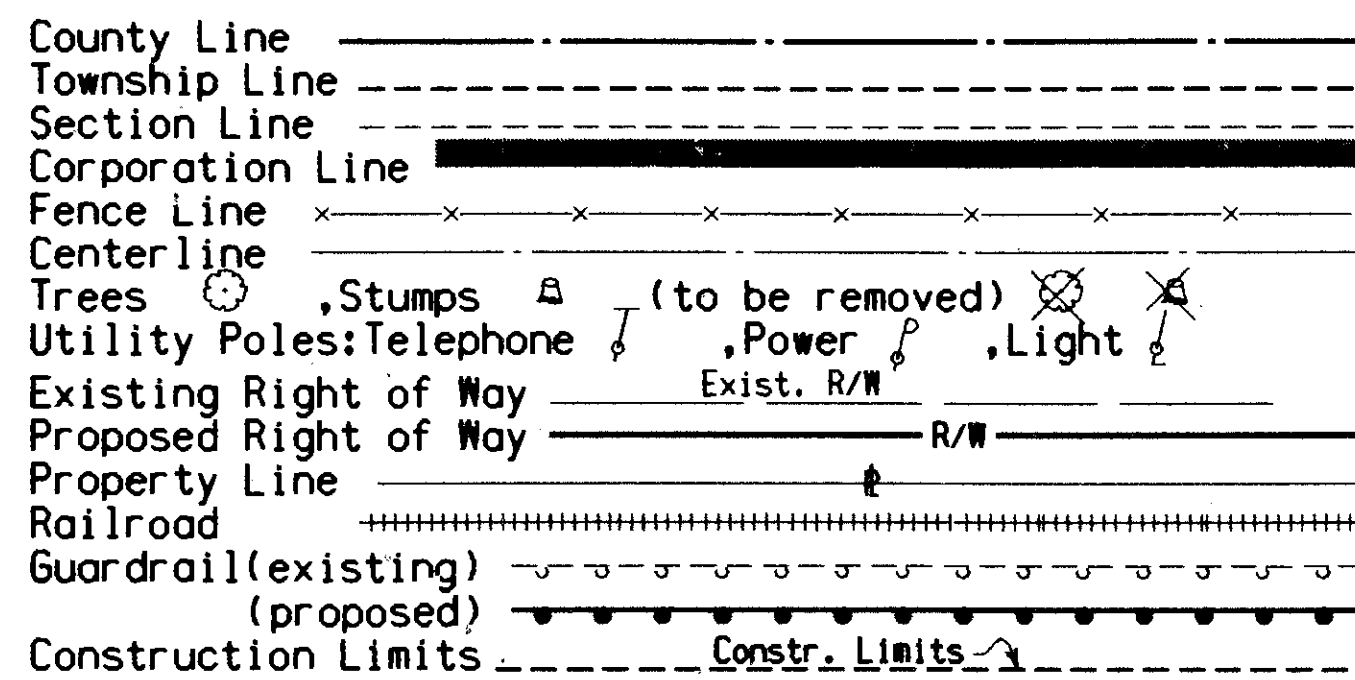 County Line
Township Line
Section Line
Corporation Line
Fence Line
Centerline
Trees ,Stumps (to be removed)
Utility Poles:Telephone ,Power ,Light
Existing Right of Way Exist. R/W
Proposed Right of Way R/W
Property Line
Railroad
Guardrail(existing)
(proposed)
Construction Limits Constr. Limits